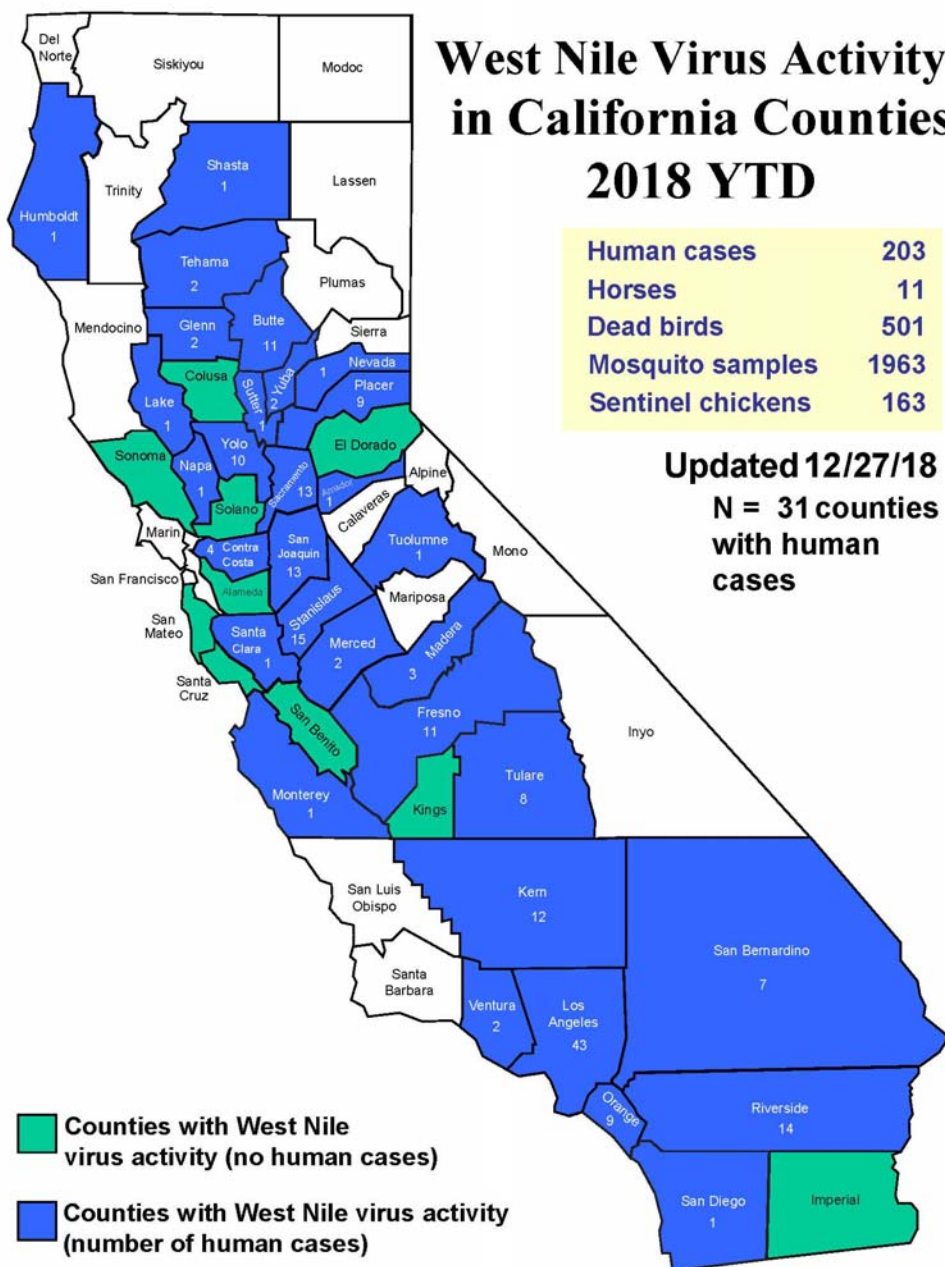 West Nile Virus Activity
in California Counties
2018 YTD
Human cases 203
Horses 11
Dead birds 501
Mosquito samples 1963
Sentinel chickens 163
Updated 12/27/18
N = 31 counties
with human
cases
Del
Norte
Siskiyou
Modoc
Humboldt
1
Trinity
Shasta
1
Lassen
Tehama
2
Plumas
Mendocino
Glenn
2
Butte
11
Sierra
Colusa
Sutter
1
Yuba
2
Nevada
1
Placer
9
Lake
1
El Dorado
Sonoma
Napa
1
Yolo
10
Sacramento
13
Amador
1
Alpine
Solano
Calaveras
Marin
4 Contra
Costa
San
Joaquin
13
Tuolumne
1
Mono
San Francisco
Alameda
Stanislaus
15
Mariposa
San
Mateo
Santa
Clara
1
Merced
2
Madera
3
Santa
Cruz
San Benito
Fresno
11
Inyo
Monterey
1
Kings
Tulare
8
San Luis
Obispo
Kern
12
San Bernardino
7
Santa
Barbara
Ventura
2
Los
Angeles
43
Orange
9
Riverside
14
San Diego
1
Imperial
Counties with West Nile
virus activity (no human cases)
Counties with West Nile virus activity
(number of human cases)